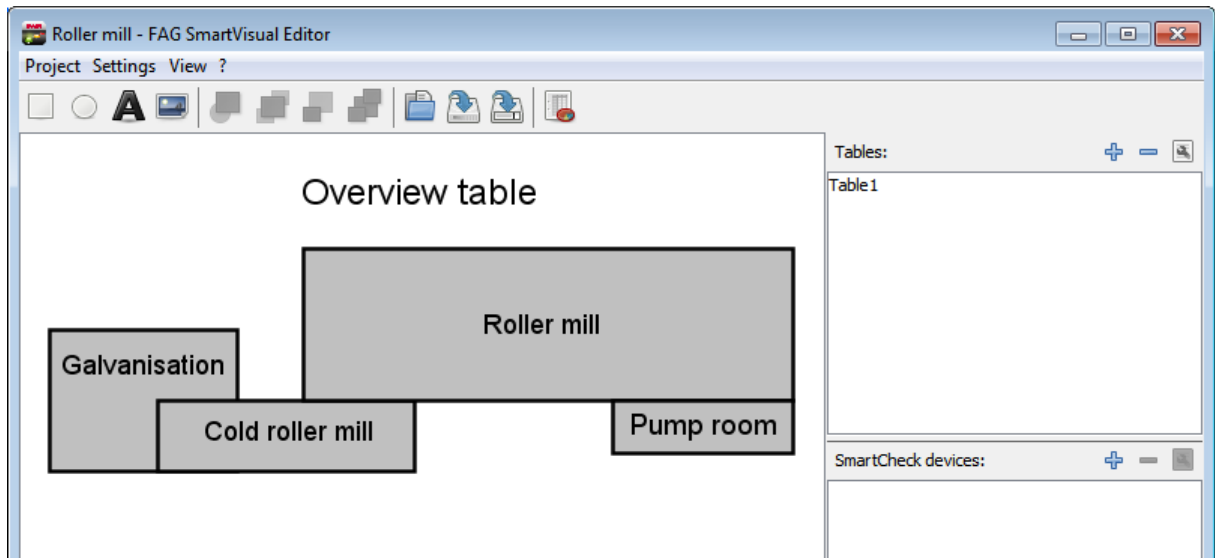 Roller mill - FAG SmartVisual Editor
Project Settings View ?
A
Tables:
Table1
Overview table
Roller mill
Galvanisation
Cold roller mill
Pump room
SmartCheck devices: